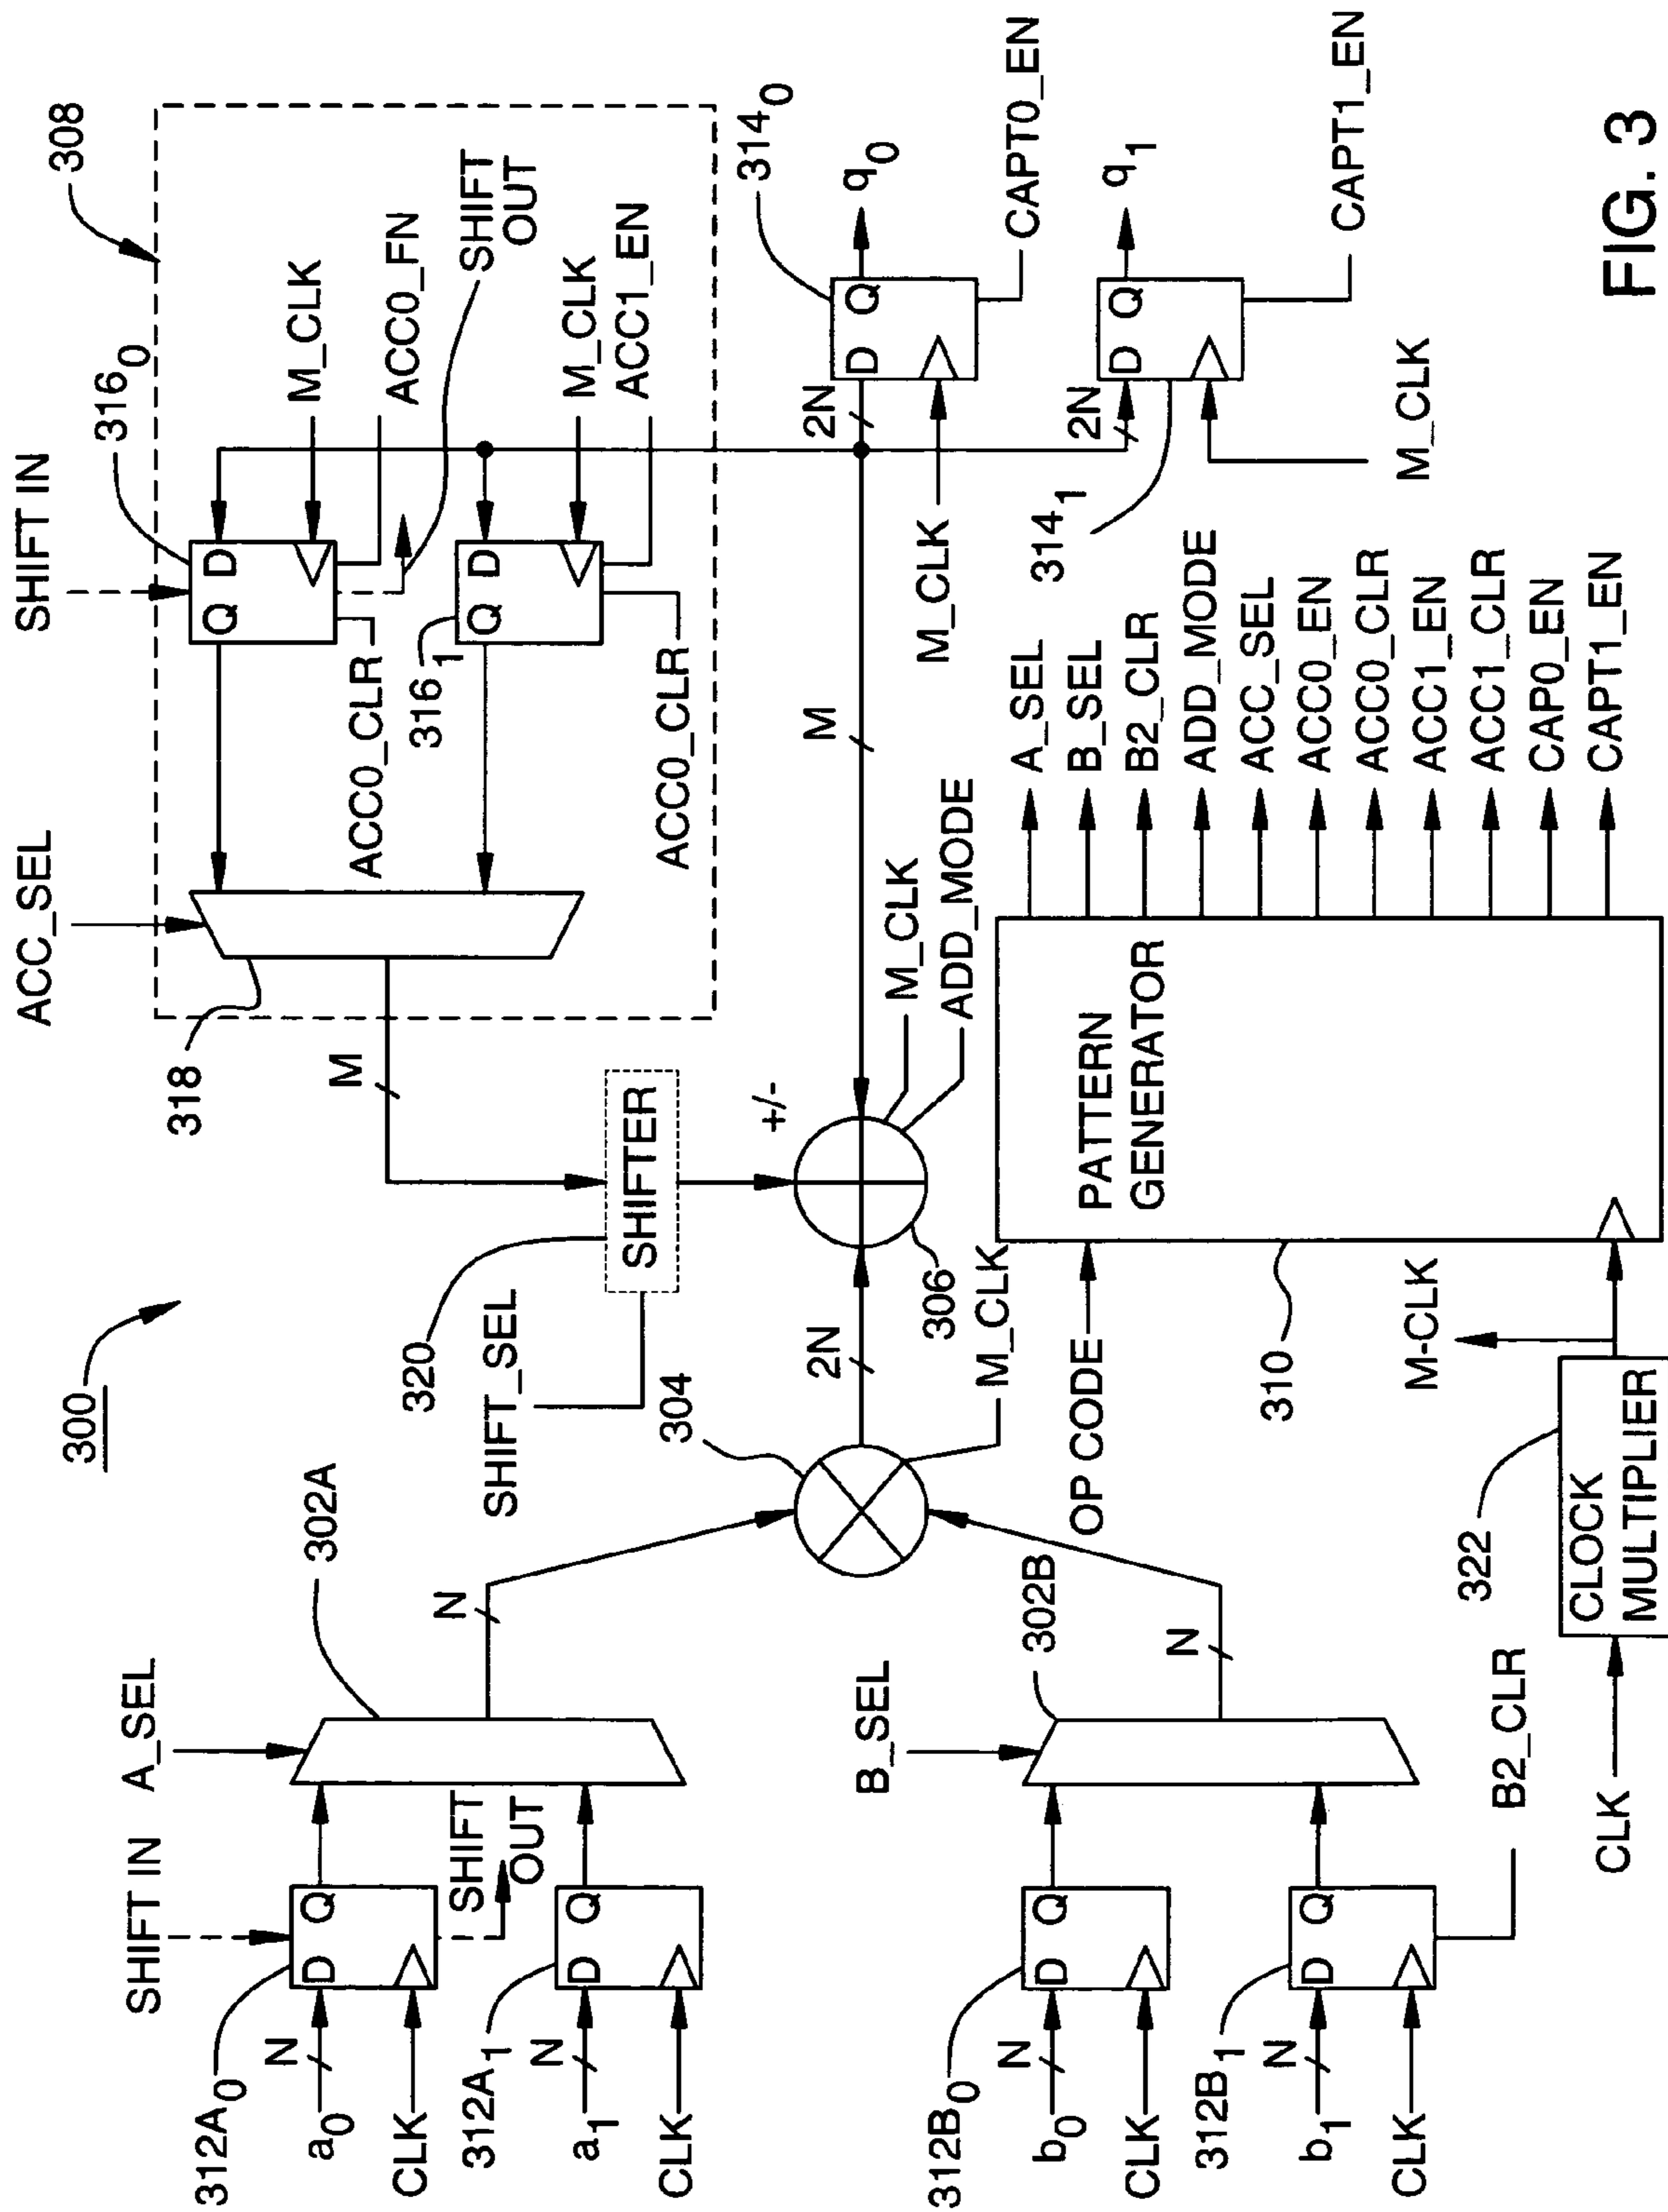 300
308
ACC_SEL
SHIFT IN
316₀
Q D
M_CLK
ACC0_FN
SHIFT
OUT
ACC0_CLR
316₁
Q D
M_CLK
ACC1_EN
ACC0_CLR
318
M
320
SHIFTER
SHIFT_SEL
+/-
M
2N
304
306
M_CLK
M_CLK
ADD_MODE
314₀
2N
D Q
q₀
M_CLK
CAPT0_EN
314₁
2N
D Q
q₁
M_CLK
CAPT1_EN
SHIFT IN
A_SEL
302A
312A₀
N
a₀
D Q
CLK
SHIFT
OUT
312A₁
N
a₁
D Q
CLK
N
B_SEL
302B
312B₀
N
b₀
D Q
CLK
312B₁
N
b₁
D Q
CLK
B2_CLR
N
OP CODE
310
PATTERN
GENERATOR
A_SEL
B_SEL
B2_CLR
ADD_MODE
ACC_SEL
ACC0_EN
ACC0_CLR
ACC1_EN
ACC1_CLR
CAP0_EN
CAPT1_EN
CLK
CLOCK
MULTIPLIER
322
M-CLK
FIG. 3